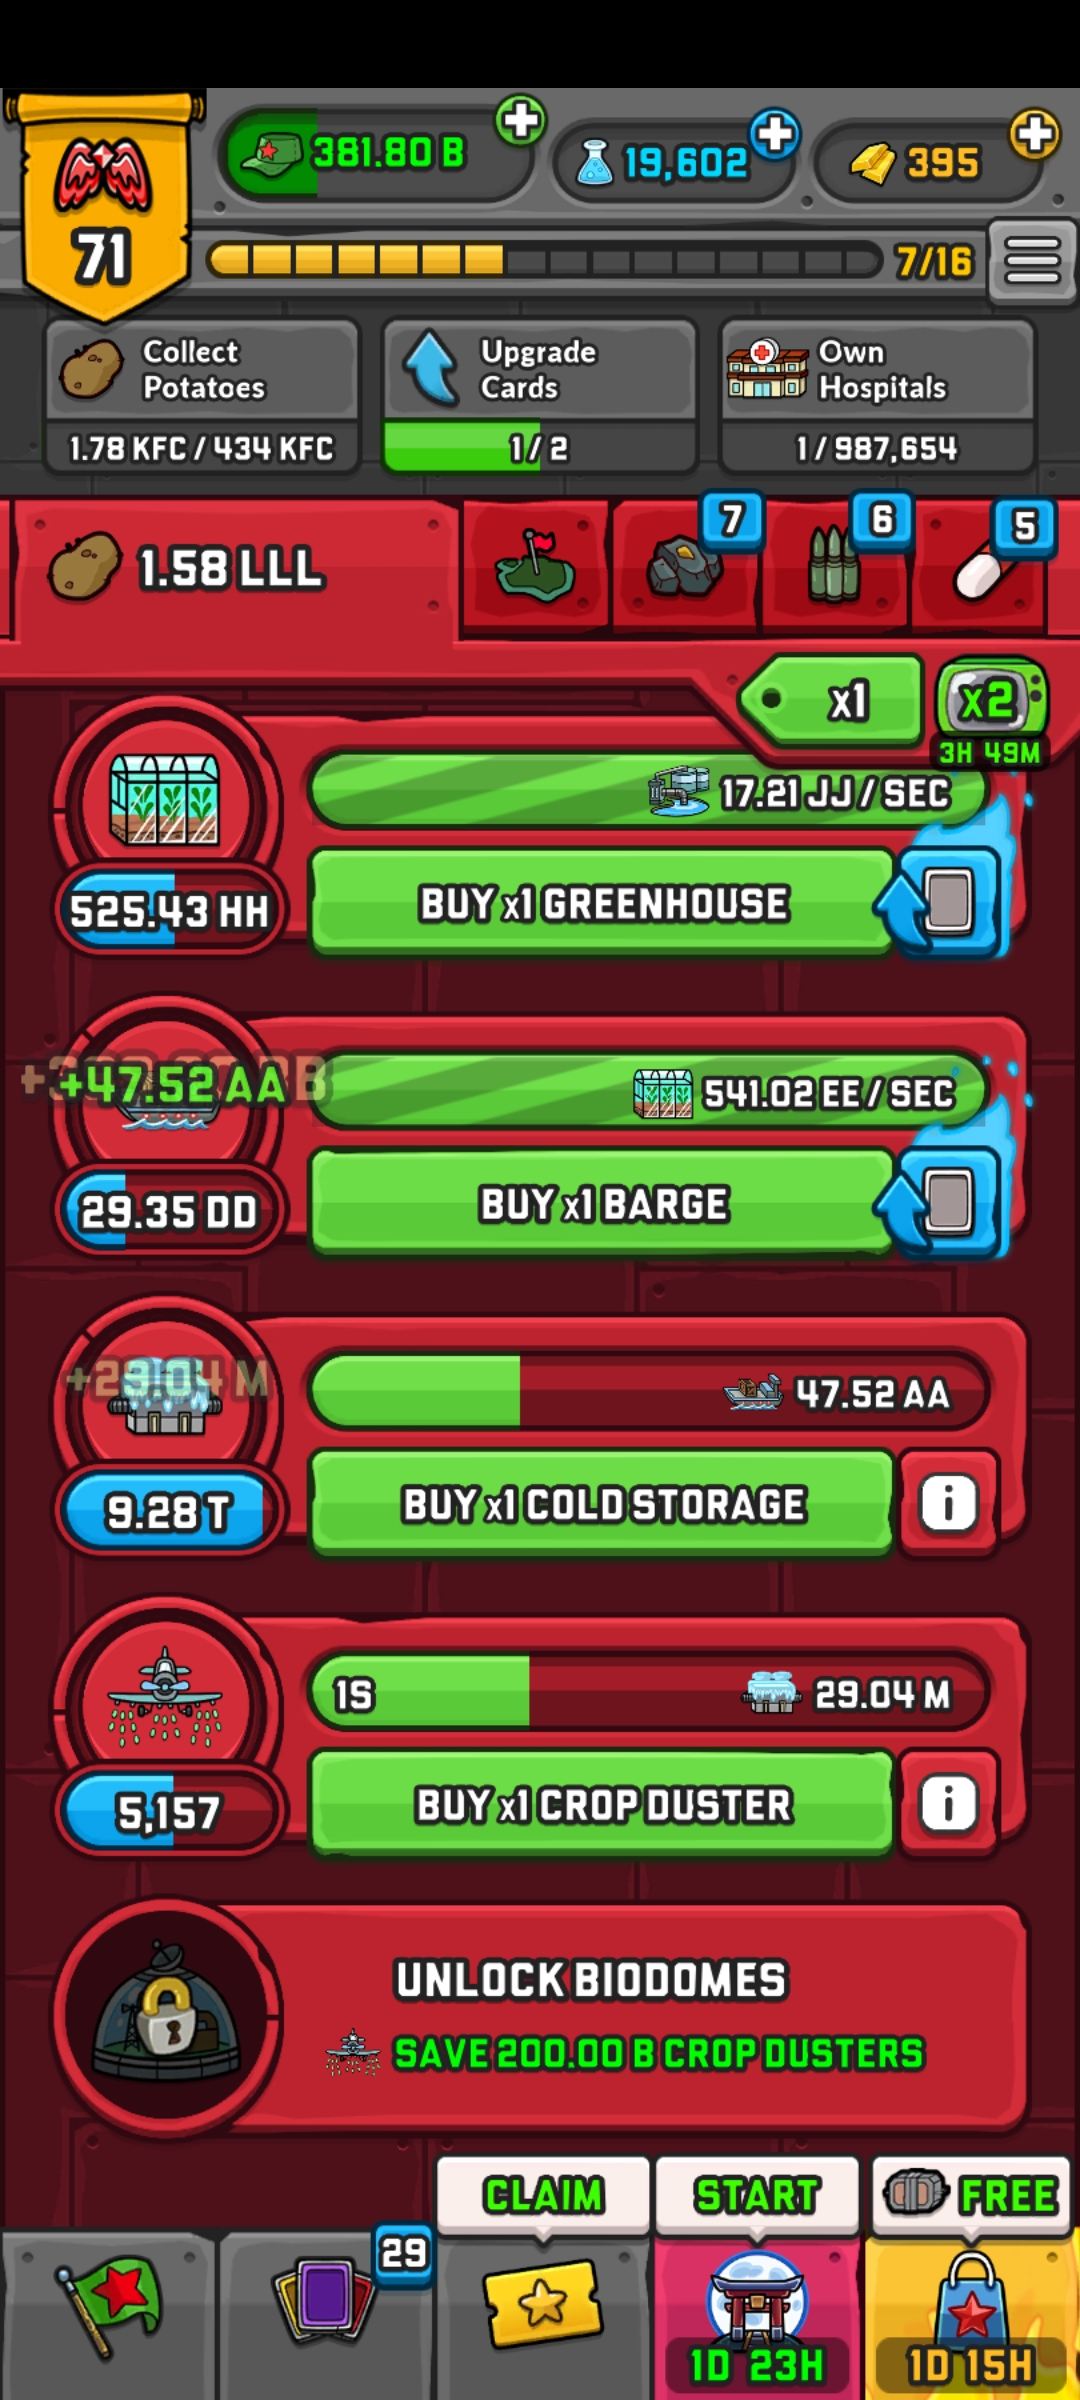 71
381.80 B
19,602
395
7/16
Collect
Potatoes
1.78 KFC / 434 KFC
Upgrade
Cards
1 / 2
Own
Hospitals
1 / 987,654
1.58 LLL
7
6
5
x1
x2
3H 49M
17.21 JJ / SEC
525.43 HH
BUY x1 GREENHOUSE
+47.52 AA
541.02 EE / SEC
29.35 DD
BUY x1 BARGE
+29.04 M
47.52 AA
9.28 T
BUY x1 COLD STORAGE
i
1S
29.04 M
5,157
BUY x1 CROP DUSTER
i
UNLOCK BIODOMES
SAVE 200.00 B CROP DUSTERS
CLAIM
START
FREE
29
1D 23H
1D 15H